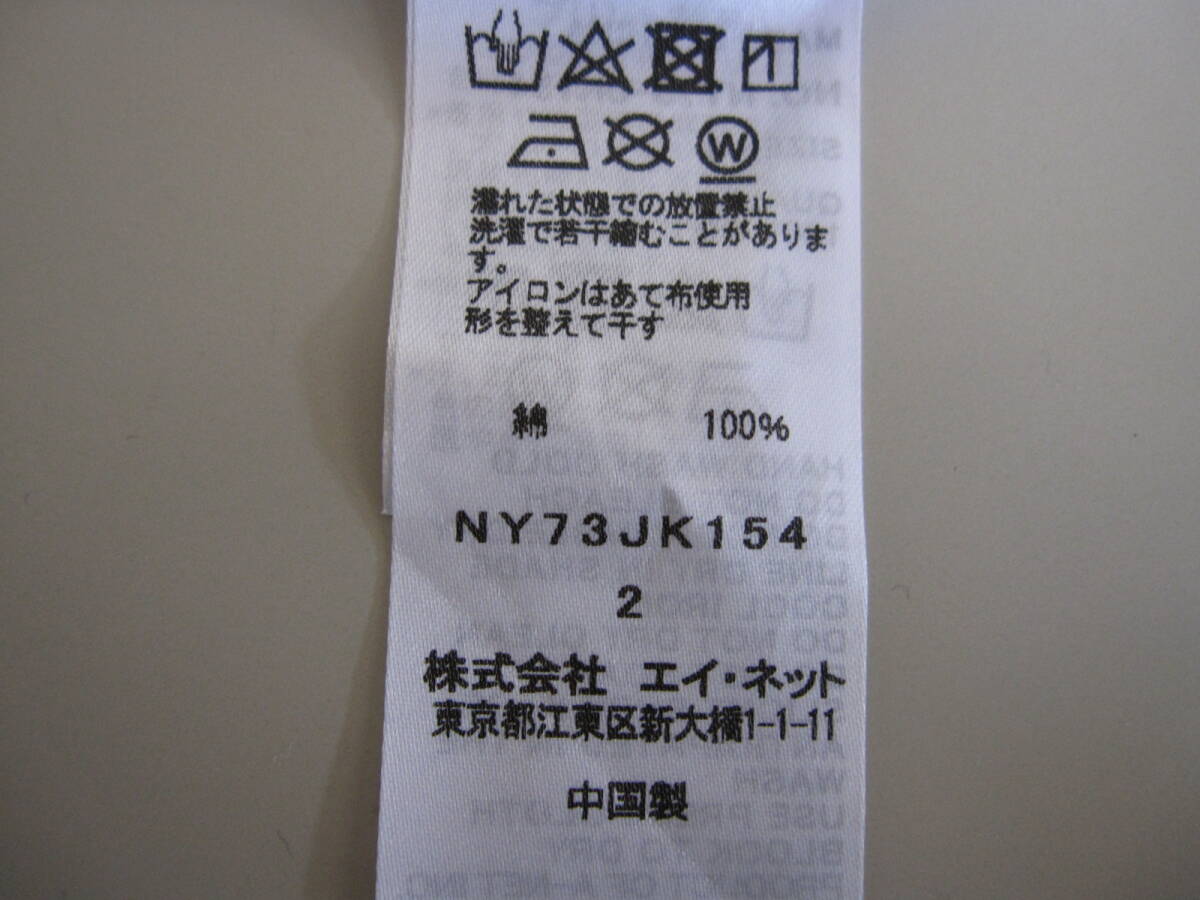 W
濡れた状態での放置禁止
洗濯で若干縮むことがありま
す。
アイロンはあて布使用
形を整えて干す
綿 100%
NY73JK154
2
株式会社 エイ・ネット
東京都江東区新大橋1-1-11
中国製